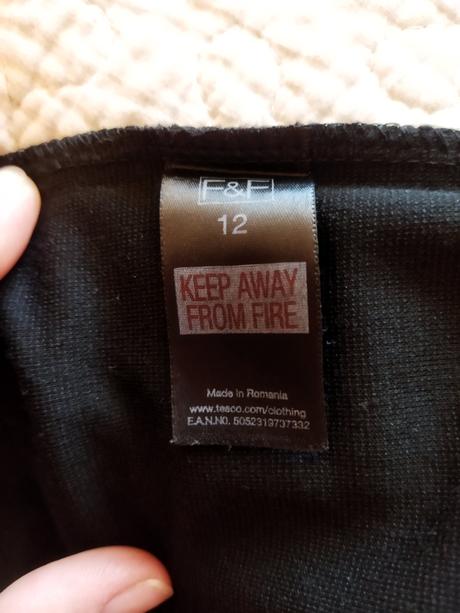 F&F
12
KEEP AWAY
FROM FIRE
Made in Romania
www.tesco.com/clothing
E.A.N.NO. 5052319737332